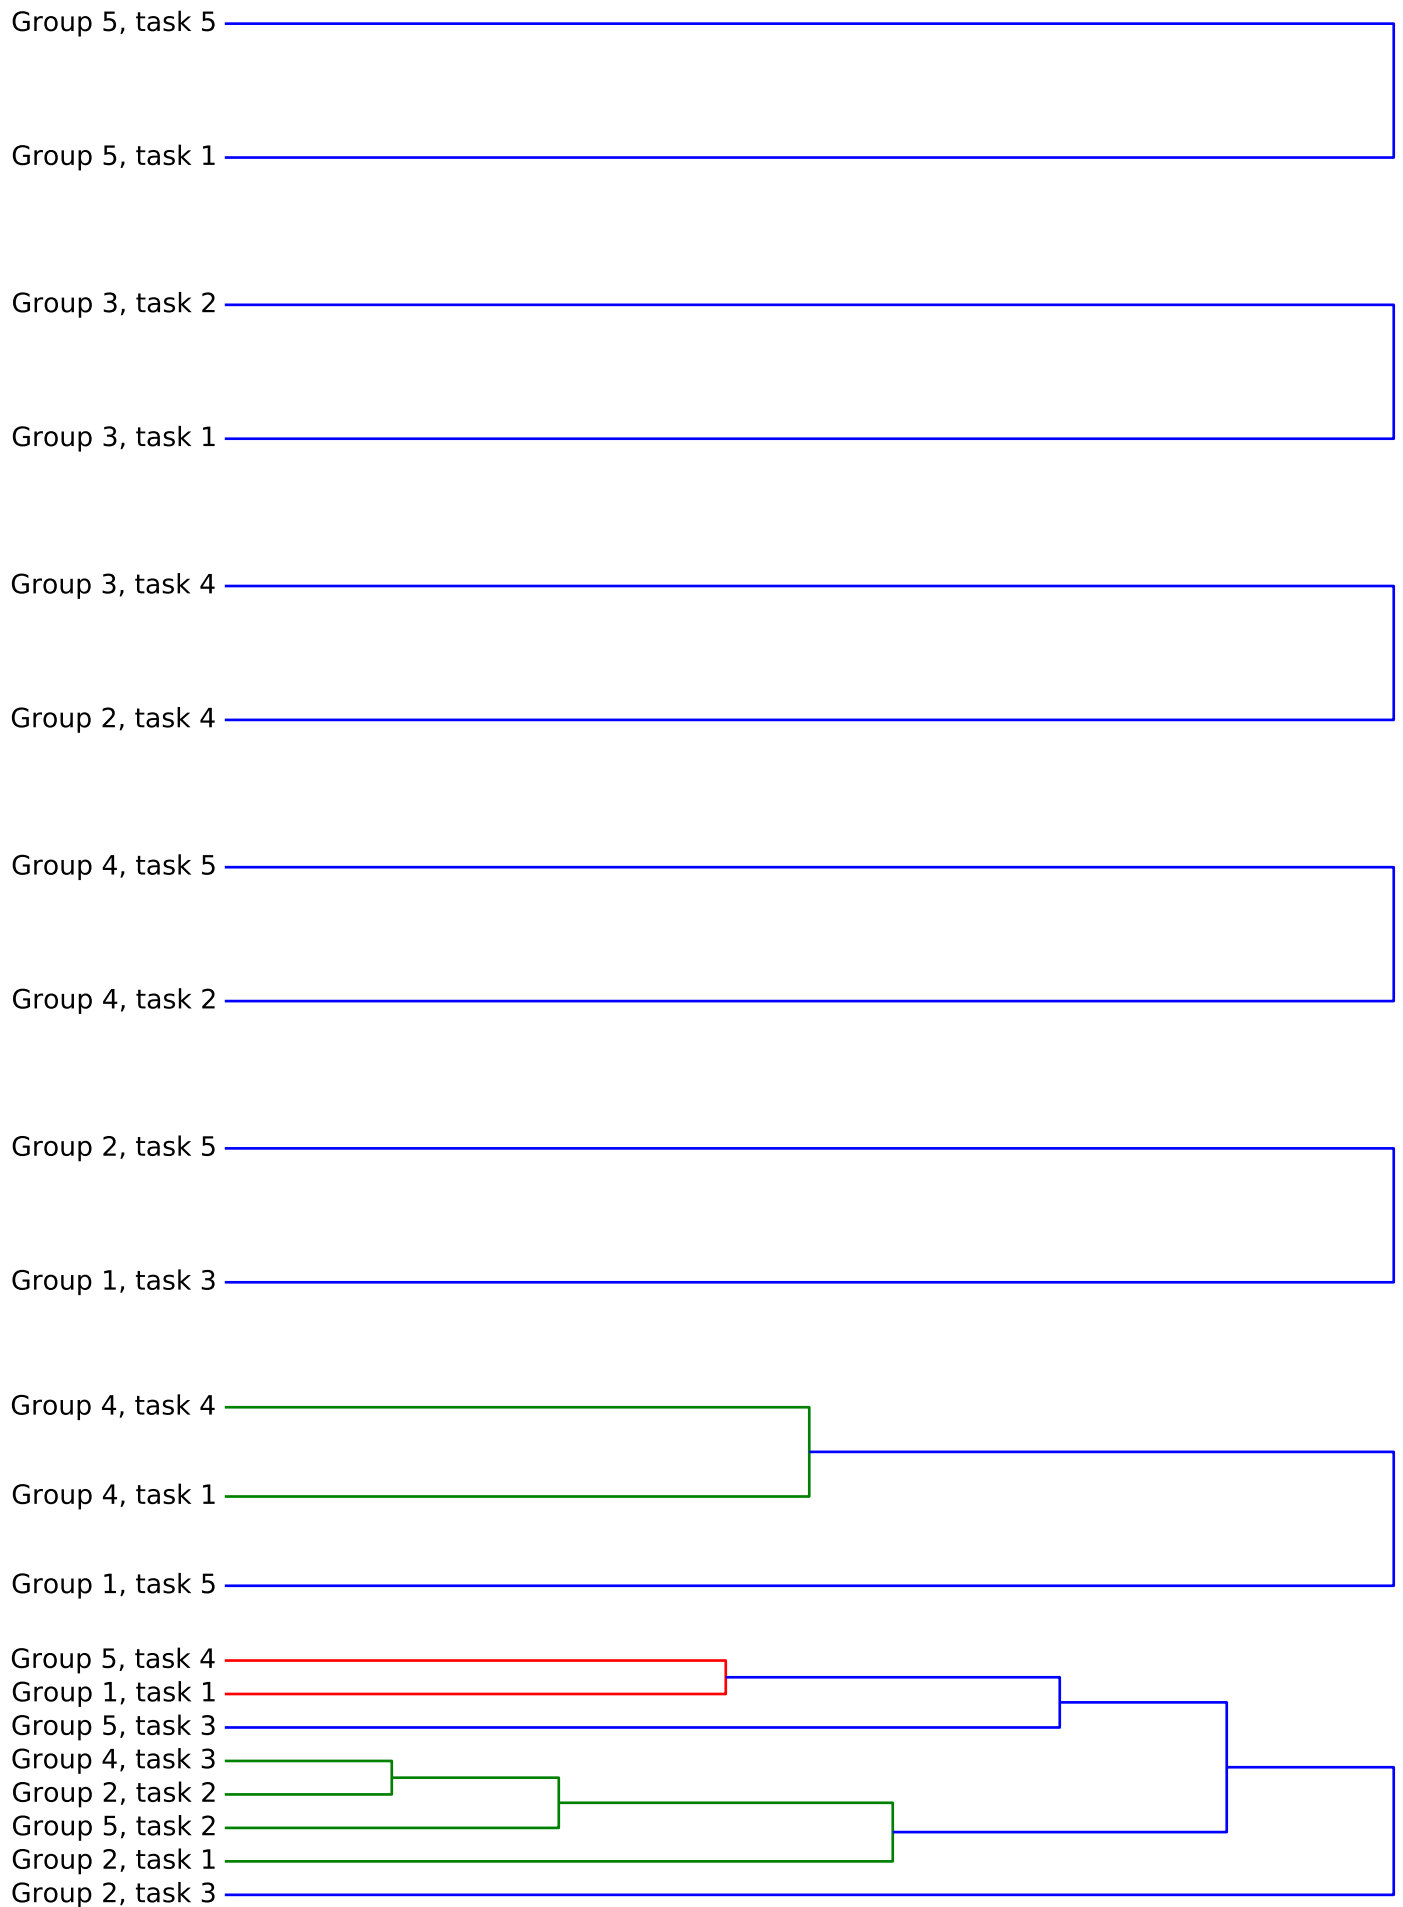 Group 5, task 5
Group 5, task 1
Group 3, task 2
Group 3, task 1
Group 3, task 4
Group 2, task 4
Group 4, task 5
Group 4, task 2
Group 2, task 5
Group 1, task 3
Group 4, task 4
Group 4, task 1
Group 1, task 5
Group 5, task 4
Group 1, task 1
Group 5, task 3
Group 4, task 3
Group 2, task 2
Group 5, task 2
Group 2, task 1
Group 2, task 3